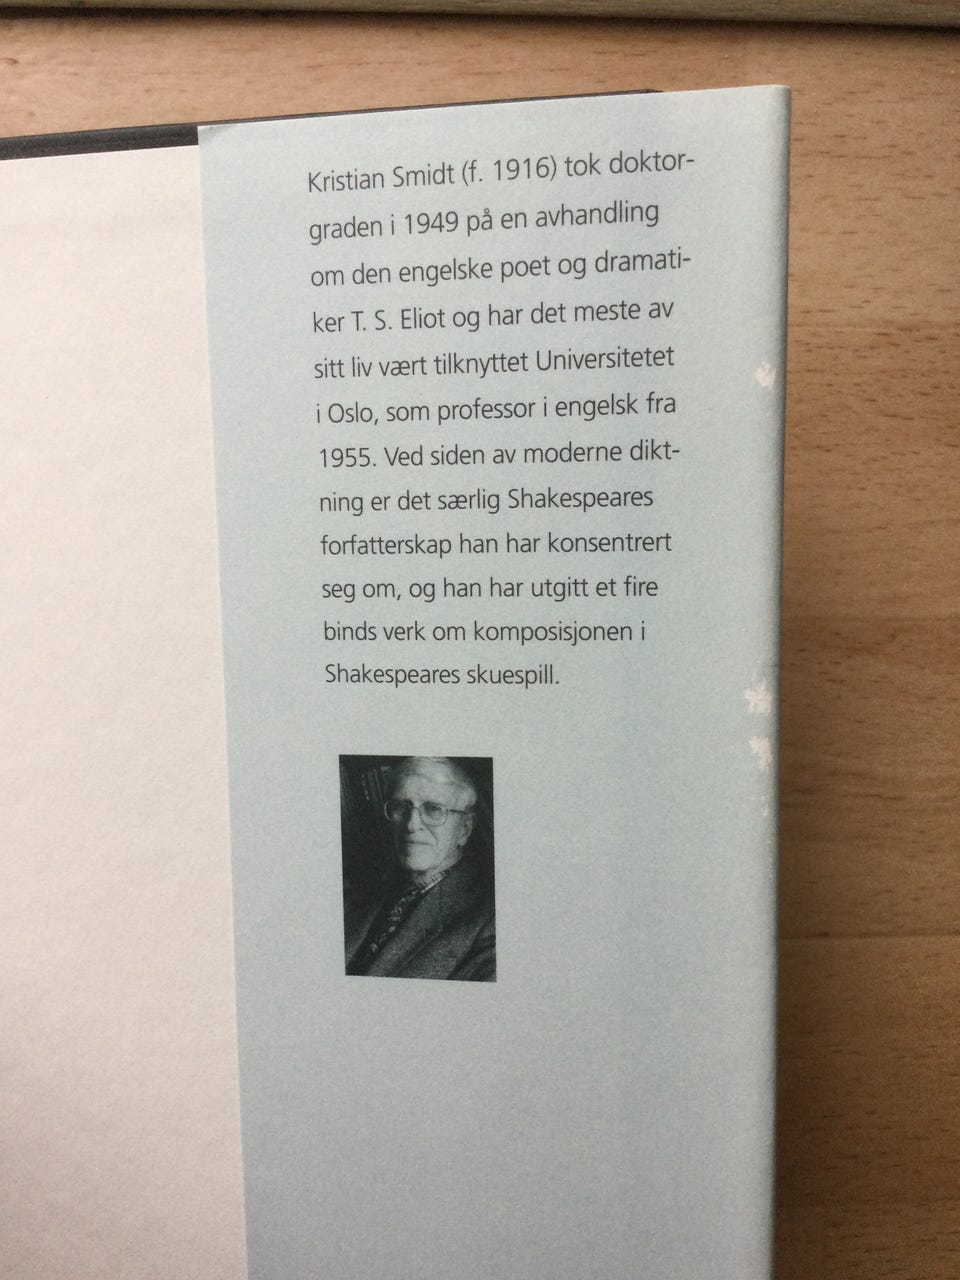 Kristian Smidt (f. 1916) tok doktor-
graden i 1949 på en avhandling
om den engelske poet og dramati-
ker T. S. Eliot og har det meste av
sitt liv vært tilknyttet Universitetet
i Oslo, som professor i engelsk fra
1955. Ved siden av moderne dikt-
ning er det særlig Shakespeares
forfatterskap han har konsentrert
seg om, og han har utgitt et fire
binds verk om komposisjonen i
Shakespeares skuespill.